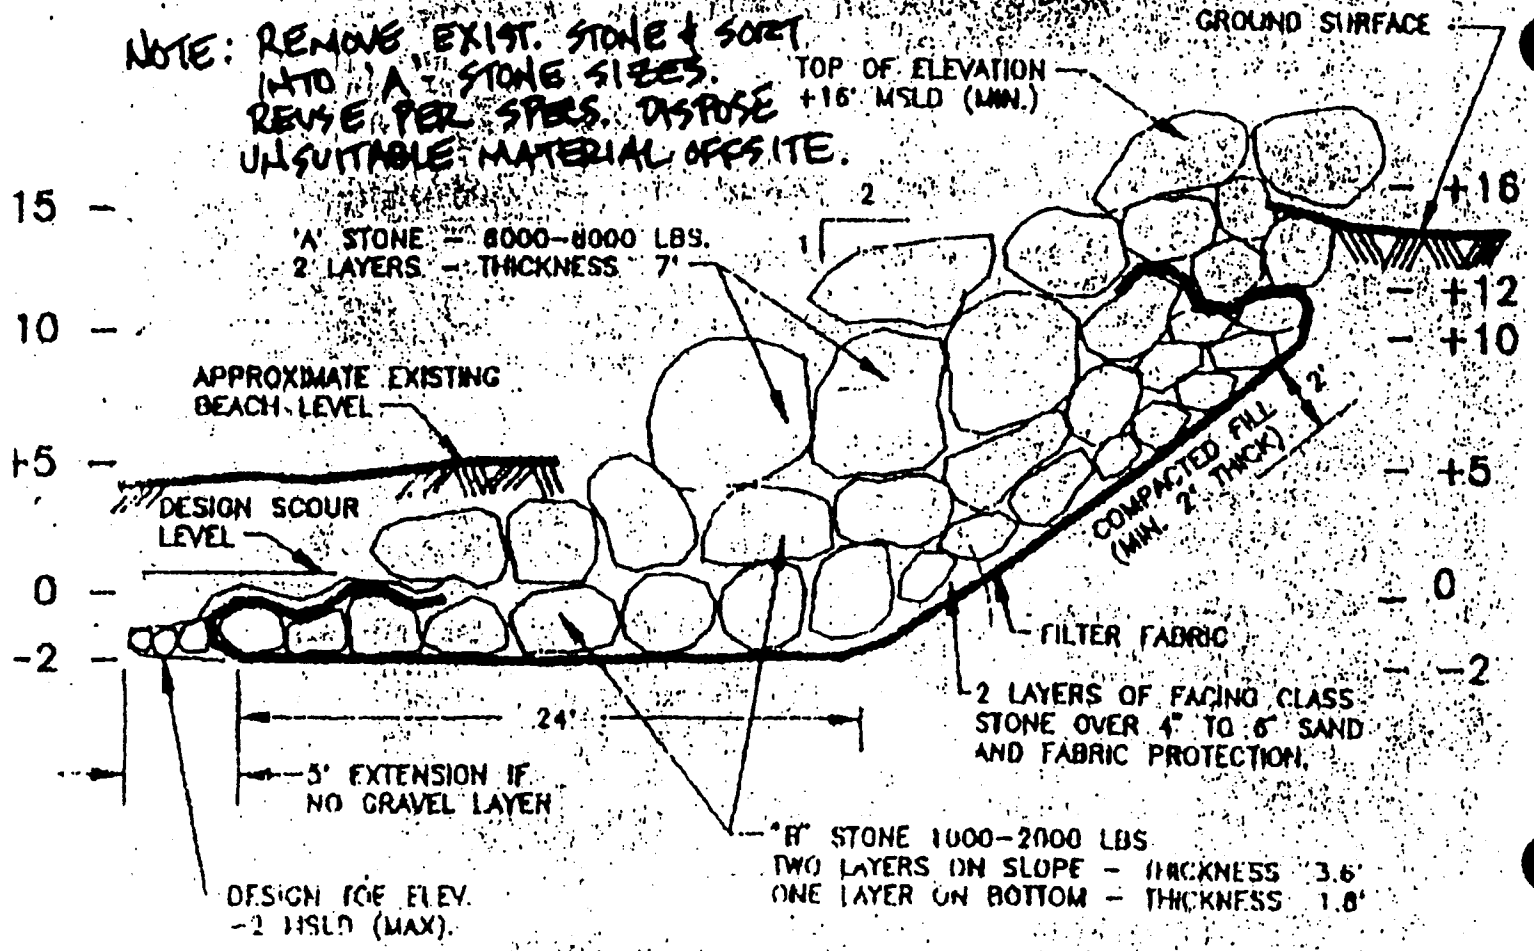 NOTE: REMOVE EXIST. STONE & SORT
INTO 'A' STONE SIZES.
REUSE PER SPECS. DISPOSE
UNSUITABLE MATERIAL OFFSITE.
GROUND SURFACE
TOP OF ELEVATION
+16' MSLD (MIN.)
15
10
+5
0
-2
+16
+12
+10
+5
0
-2
2
1
'A' STONE - 6000-8000 LBS.
2 LAYERS - THICKNESS 7'
APPROXIMATE EXISTING
BEACH LEVEL
DESIGN SCOUR
LEVEL
2'
COMPACTED FILL
(MIN. 2' THICK)
FILTER FABRIC
2 LAYERS OF FACING CLASS
STONE OVER 4" TO 6" SAND
AND FABRIC PROTECTION.
24'
5' EXTENSION IF
NO GRAVEL LAYER
"B" STONE 1000-2000 LBS
TWO LAYERS ON SLOPE - THICKNESS 3.6'
ONE LAYER ON BOTTOM - THICKNESS 1.8'
DESIGN TOE ELEV.
-2 MSLD (MAX).